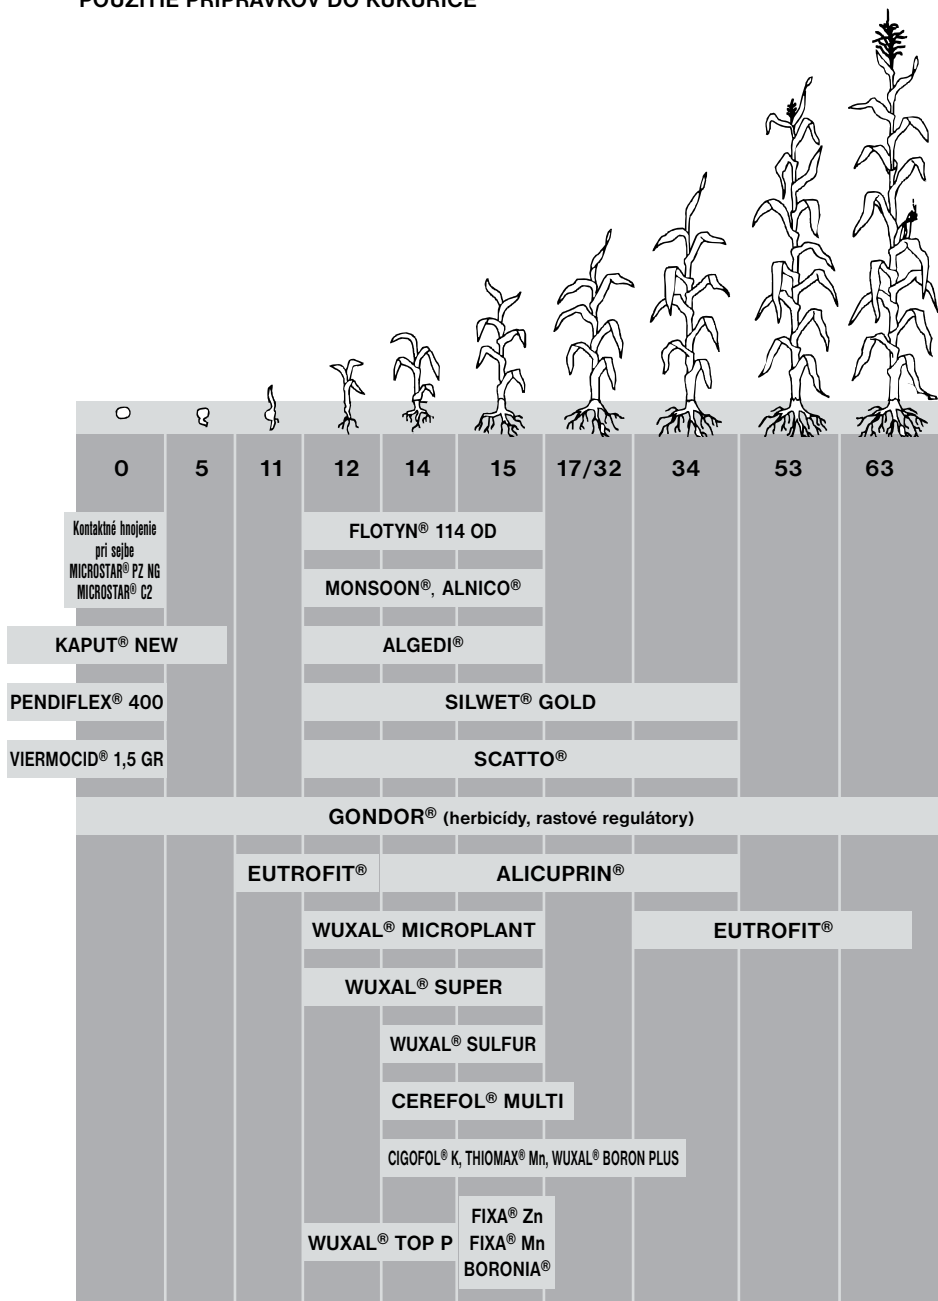 POUŽITIE PRÍPRAVKOV DO KUKURICE
0 5 11 12 14 15 17/32 34 53 63
Kontaktné hnojenie
pri sejbe
MICROSTAR® PZ NG
MICROSTAR® C2
FLOTYN® 114 OD
MONSOON®, ALNICO®
KAPUT® NEW
ALGEDI®
PENDIFLEX® 400
SILWET® GOLD
VIERMOCID® 1,5 GR
SCATTO®
GONDOR® (herbicídy, rastové regulátory)
EUTROFIT®
ALICUPRIN®
WUXAL® MICROPLANT
EUTROFIT®
WUXAL® SUPER
WUXAL® SULFUR
CEREFOL® MULTI
CIGOFOL® K, THIOMAX® Mn, WUXAL® BORON PLUS
WUXAL® TOP P
FIXA® Zn
FIXA® Mn
BORONIA®